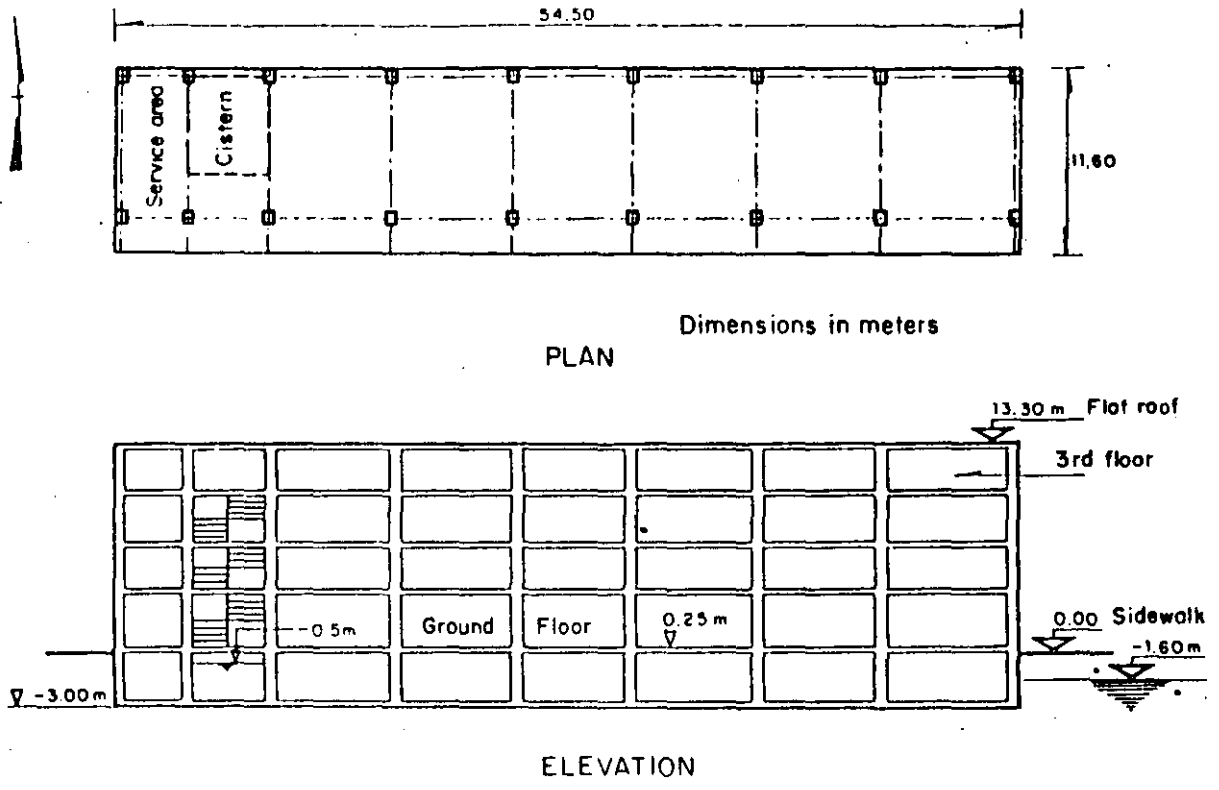 54.50
Service area
Cistern
11.60
Dimensions in meters
PLAN
13.30 m Flat roof
3rd floor
-0.5m
Ground Floor
0.25 m
0.00 Sidewalk
-1.60 m
-3.00 m
ELEVATION